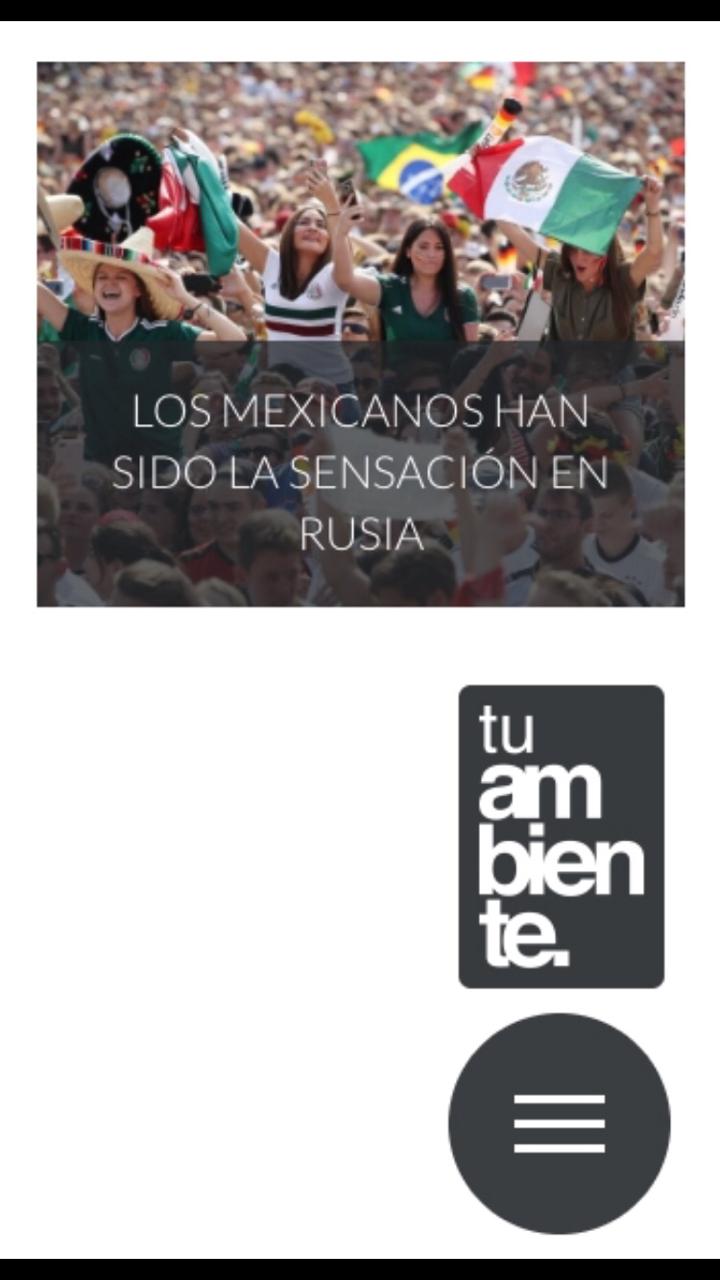 LOS MEXICANOS HAN
SIDO LA SENSACIÓN EN
RUSIA
tu
am
bien
te.